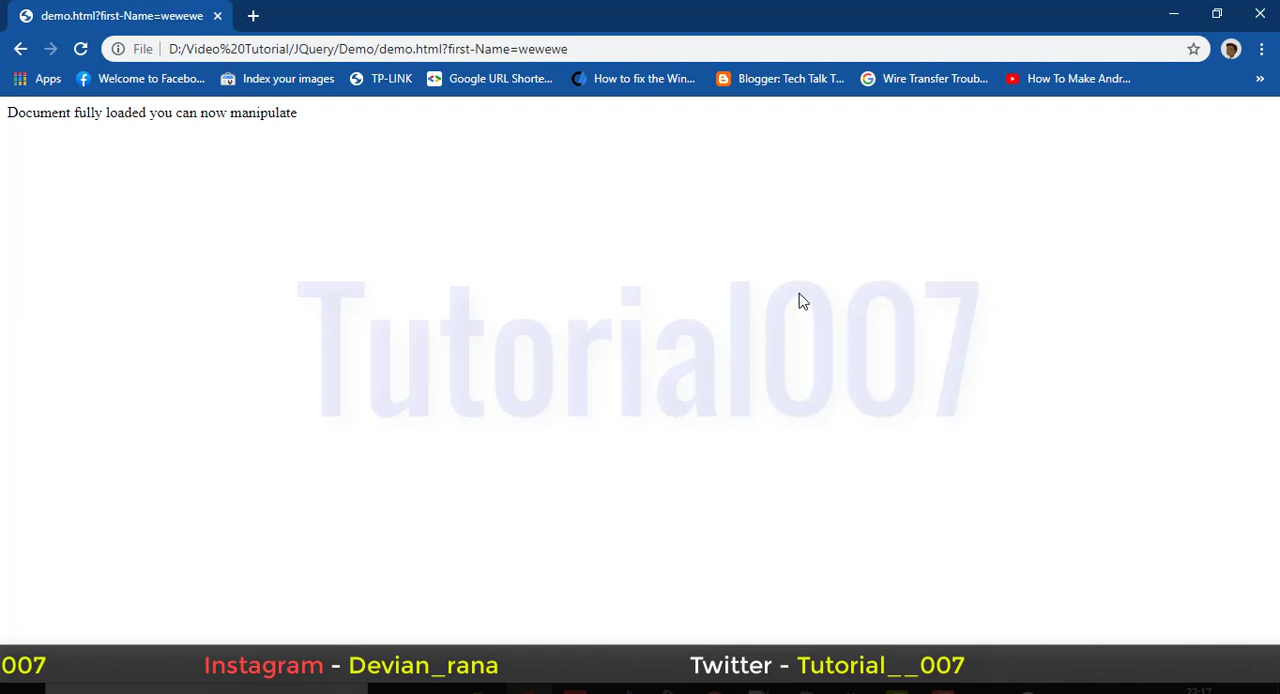 demo.html?first-Name=wewewe
File
D:/Video%20Tutorial/JQuery/Demo/demo.html?first-Name=wewewe
Apps
Welcome to Facebo...
Index your images
TP-LINK
Google URL Shorte...
How to fix the Win...
Blogger: Tech Talk T...
Wire Transfer Troub...
How To Make Andr...
Document fully loaded you can now manipulate
Tutorial007
007 Instagram - Devian_rana Twitter - Tutorial__007
23:17